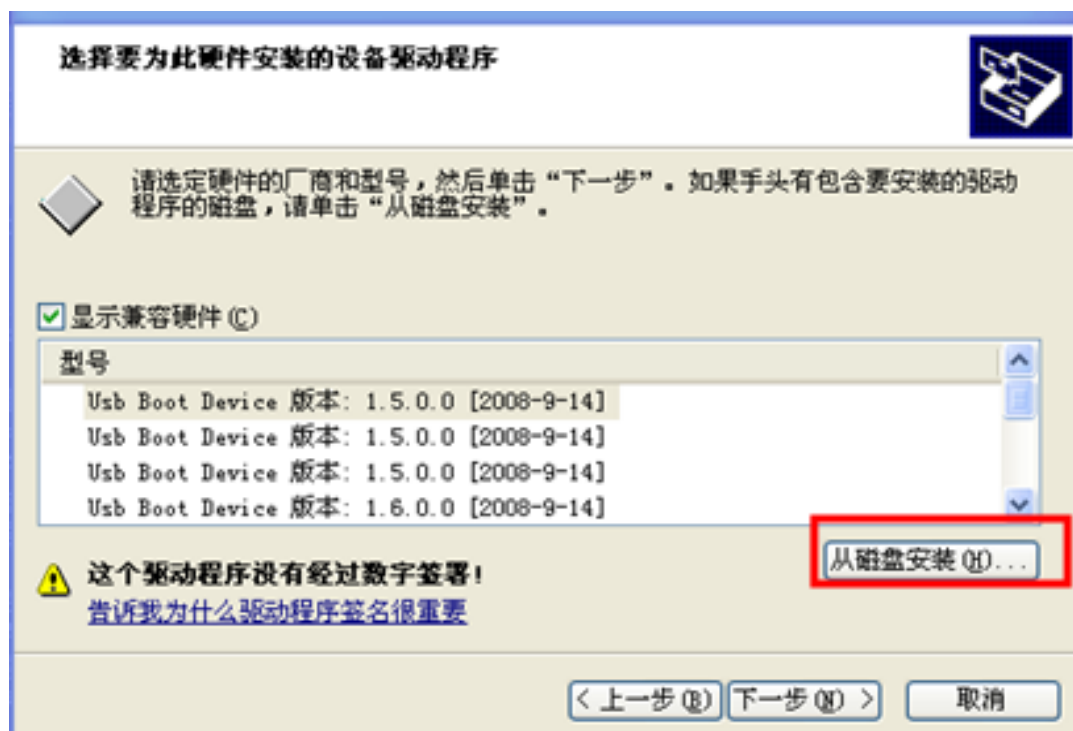 选择要为此硬件安装的设备驱动程序
请选定硬件的厂商和型号，然后单击“下一步”。如果手头有包含要安装的驱动
程序的磁盘，请单击“从磁盘安装”。
显示兼容硬件(C)
型号
Usb Boot Device 版本: 1.5.0.0 [2008-9-14]
Usb Boot Device 版本: 1.5.0.0 [2008-9-14]
Usb Boot Device 版本: 1.5.0.0 [2008-9-14]
Usb Boot Device 版本: 1.6.0.0 [2008-9-14]
从磁盘安装(H)...
这个驱动程序没有经过数字签署!
告诉我为什么驱动程序签名很重要
< 上一步(B) 下一步(N) > 取消